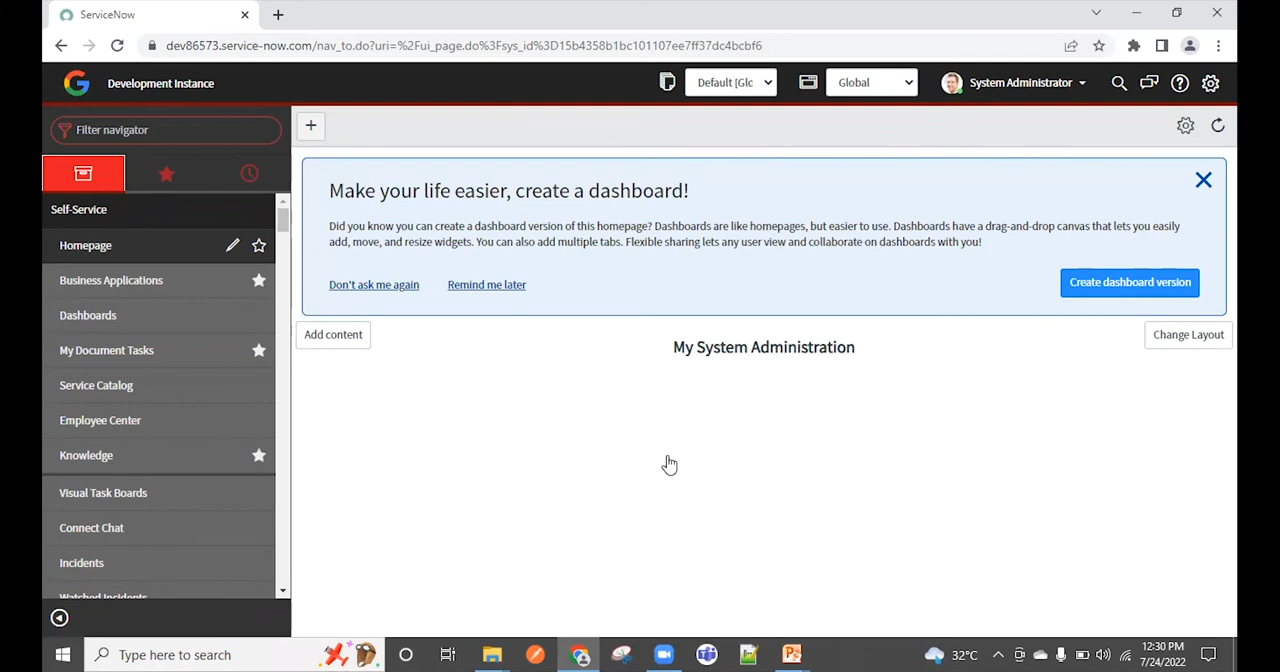 ServiceNow
dev86573.service-now.com/nav_to.do?uri=%2Fui_page.do%3Fsys_id%3D15b4358b1bc101107ee7ff37dc4bcbf6
Development Instance
Default [Glc
Global
System Administrator
Filter navigator
Self-Service
Homepage
Business Applications
Dashboards
My Document Tasks
Service Catalog
Employee Center
Knowledge
Visual Task Boards
Connect Chat
Incidents
Watched Incidents
Make your life easier, create a dashboard!
Did you know you can create a dashboard version of this homepage? Dashboards are like homepages, but easier to use. Dashboards have a drag-and-drop canvas that lets you easily
add, move, and resize widgets. You can also add multiple tabs. Flexible sharing lets any user view and collaborate on dashboards with you!
Don't ask me again
Remind me later
Create dashboard version
Add content
My System Administration
Change Layout
Type here to search
32°C
12:30 PM
7/24/2022